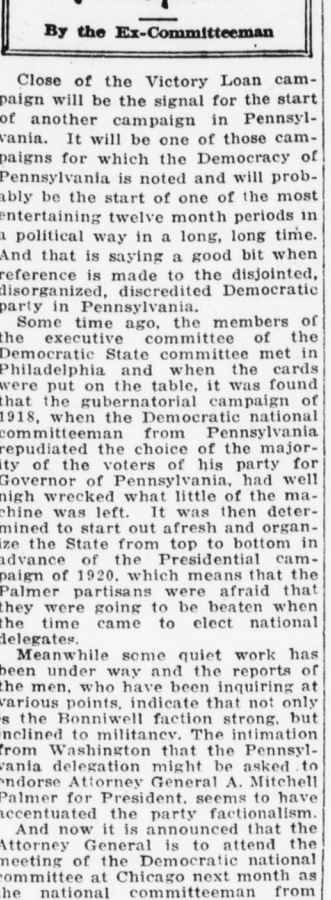 By the Ex-Committeeman
Close of the Victory Loan cam-
paign will be the signal for the start
of another campaign in Pennsyl-
vania. It will be one of those cam-
paigns for which the Democracy of
Pennsylvania is noted and will prob-
ably be the start of one of the most
entertaining twelve month periods in
a political way in a long, long time.
And that is saying a good bit when
reference is made to the disjointed,
disorganized, discredited Democratic
party in Pennsylvania.
Some time ago, the members of
the executive committee of the
Democratic State committee met in
Philadelphia and when the cards
were put on the table, it was found
that the gubernatorial campaign of
1918, when the Democratic national
committeeman from Pennsylvania
repudiated the choice of the major-
ity of the voters of his party for
Governor of Pennsylvania, had well
nigh wrecked what little of the ma-
chine was left. It was then deter-
mined to start out afresh and organ-
ize the State from top to bottom in
advance of the Presidential cam-
paign of 1920, which means that the
Palmer partisans were afraid that
they were going to be beaten when
the time came to elect national
delegates.
Meanwhile some quiet work has
been under way and the reports of
the men, who have been inquiring at
various points, indicate that not only
is the Bonniwell faction strong, but
inclined to militancy. The intimation
from Washington that the Pennsyl-
vania delegation might be asked to
endorse Attorney General A. Mitchell
Palmer for President, seems to have
accentuated the party factionalism.
And now it is announced that the
Attorney General is to attend the
meeting of the Democratic national
committee at Chicago next month as
the national committeeman from